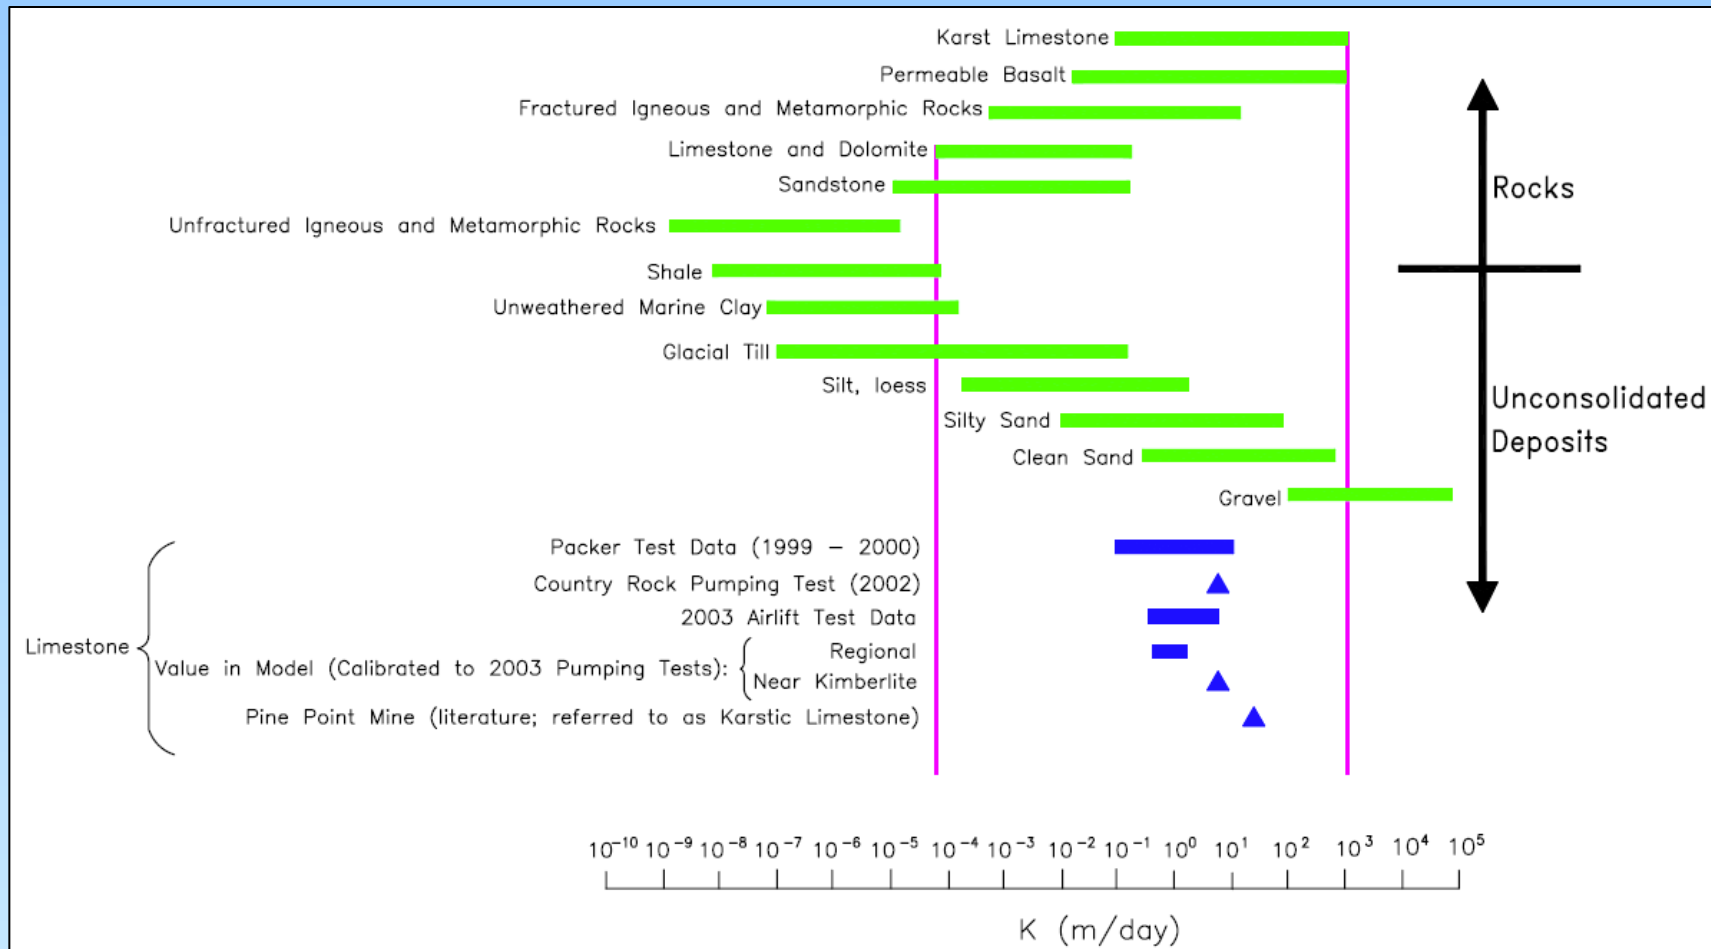 Karst Limestone
Permeable Basalt
Fractured Igneous and Metamorphic Rocks
Limestone and Dolomite
Sandstone
Unfractured Igneous and Metamorphic Rocks
Shale
Unweathered Marine Clay
Glacial Till
Silt, loess
Silty Sand
Clean Sand
Gravel
Rocks
Unconsolidated
Deposits
Packer Test Data (1999 – 2000)
Country Rock Pumping Test (2002)
2003 Airlift Test Data
Limestone
Value in Model (Calibrated to 2003 Pumping Tests):
Regional
Near Kimberlite
Pine Point Mine (literature; referred to as Karstic Limestone)
10⁻¹⁰ 10⁻⁹ 10⁻⁸ 10⁻⁷ 10⁻⁶ 10⁻⁵ 10⁻⁴ 10⁻³ 10⁻² 10⁻¹ 10⁰ 10¹ 10² 10³ 10⁴ 10⁵
K (m/day)